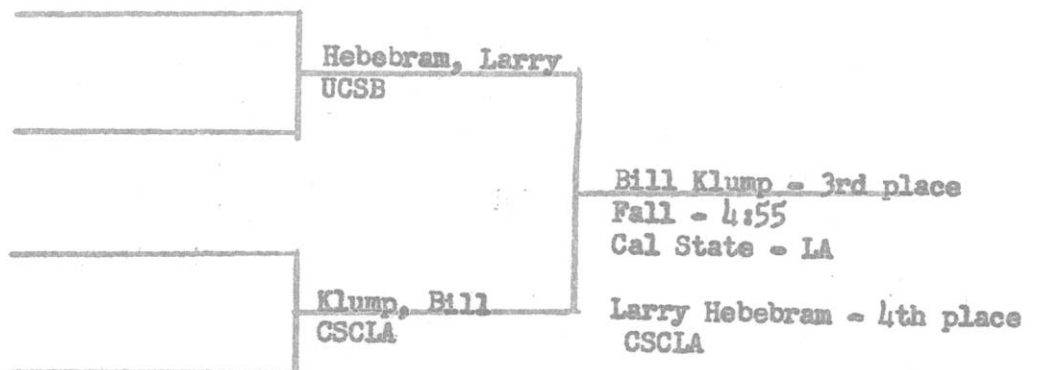 Hebebram, Larry
UCSB
Bill Klump - 3rd place
Fall - 4:55
Cal State - LA
Klump, Bill
CSCLA
Larry Hebebram - 4th place
CSCLA